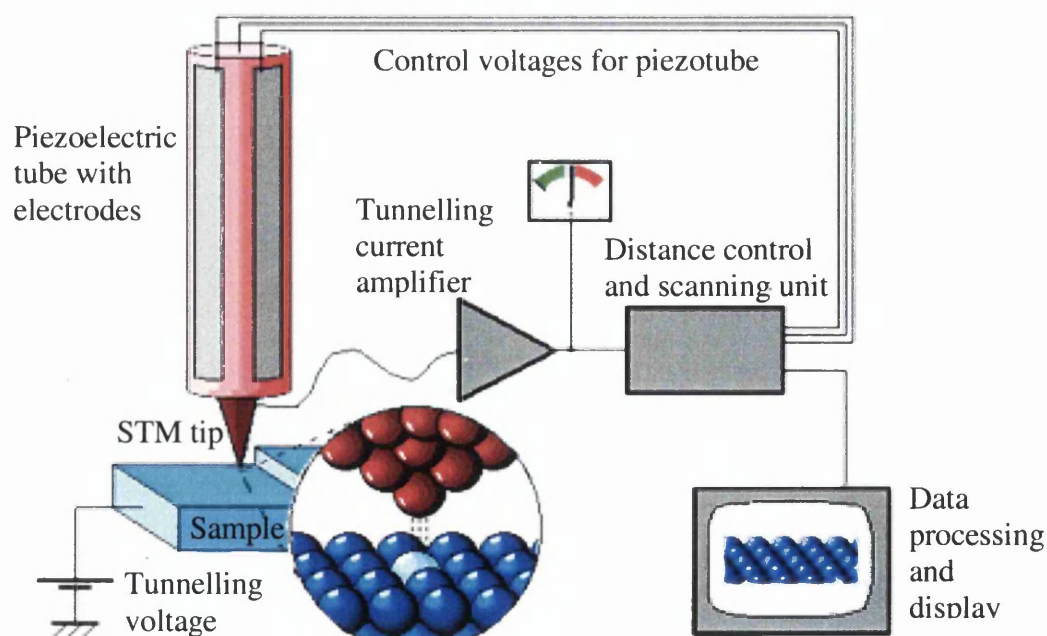 Control voltages for piezotube
Piezoelectric
tube with
electrodes
Tunnelling
current
amplifier
Distance control
and scanning unit
STM tip
Sample
Tunnelling
voltage
Data
processing
and
display